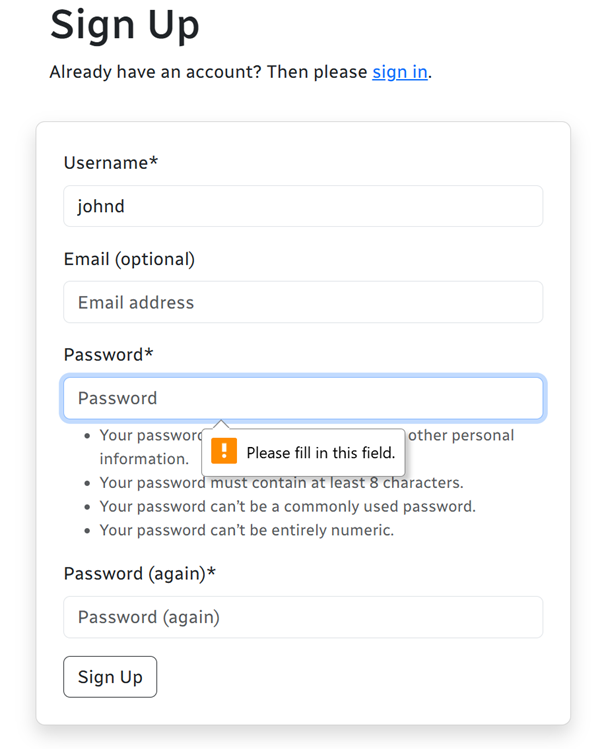 Sign Up
Already have an account? Then please sign in.
Username*
johnd
Email (optional)
Email address
Password*
Password
Your password other personal
information.
Please fill in this field.
Your password must contain at least 8 characters.
Your password can't be a commonly used password.
Your password can't be entirely numeric.
Password (again)*
Password (again)
Sign Up